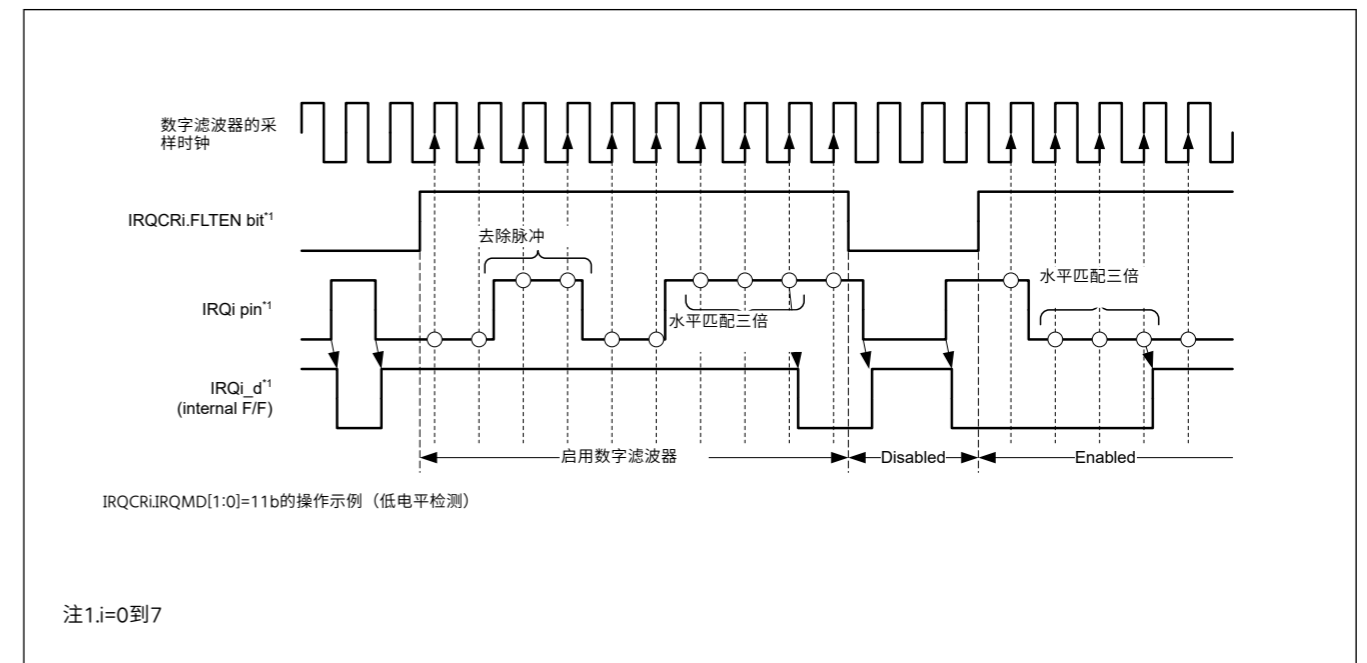 数字滤波器的采
样时钟
IRQCRi.FLTEN bit*1
去除脉冲
水平匹配三倍
IRQi pin*1
水平匹配三倍
IRQi_d*1
(internal F/F)
启用数字滤波器
Disabled
Enabled
IRQCRi.IRQMD[1:0]=11b的操作示例（低电平检测）
注1.i=0到7